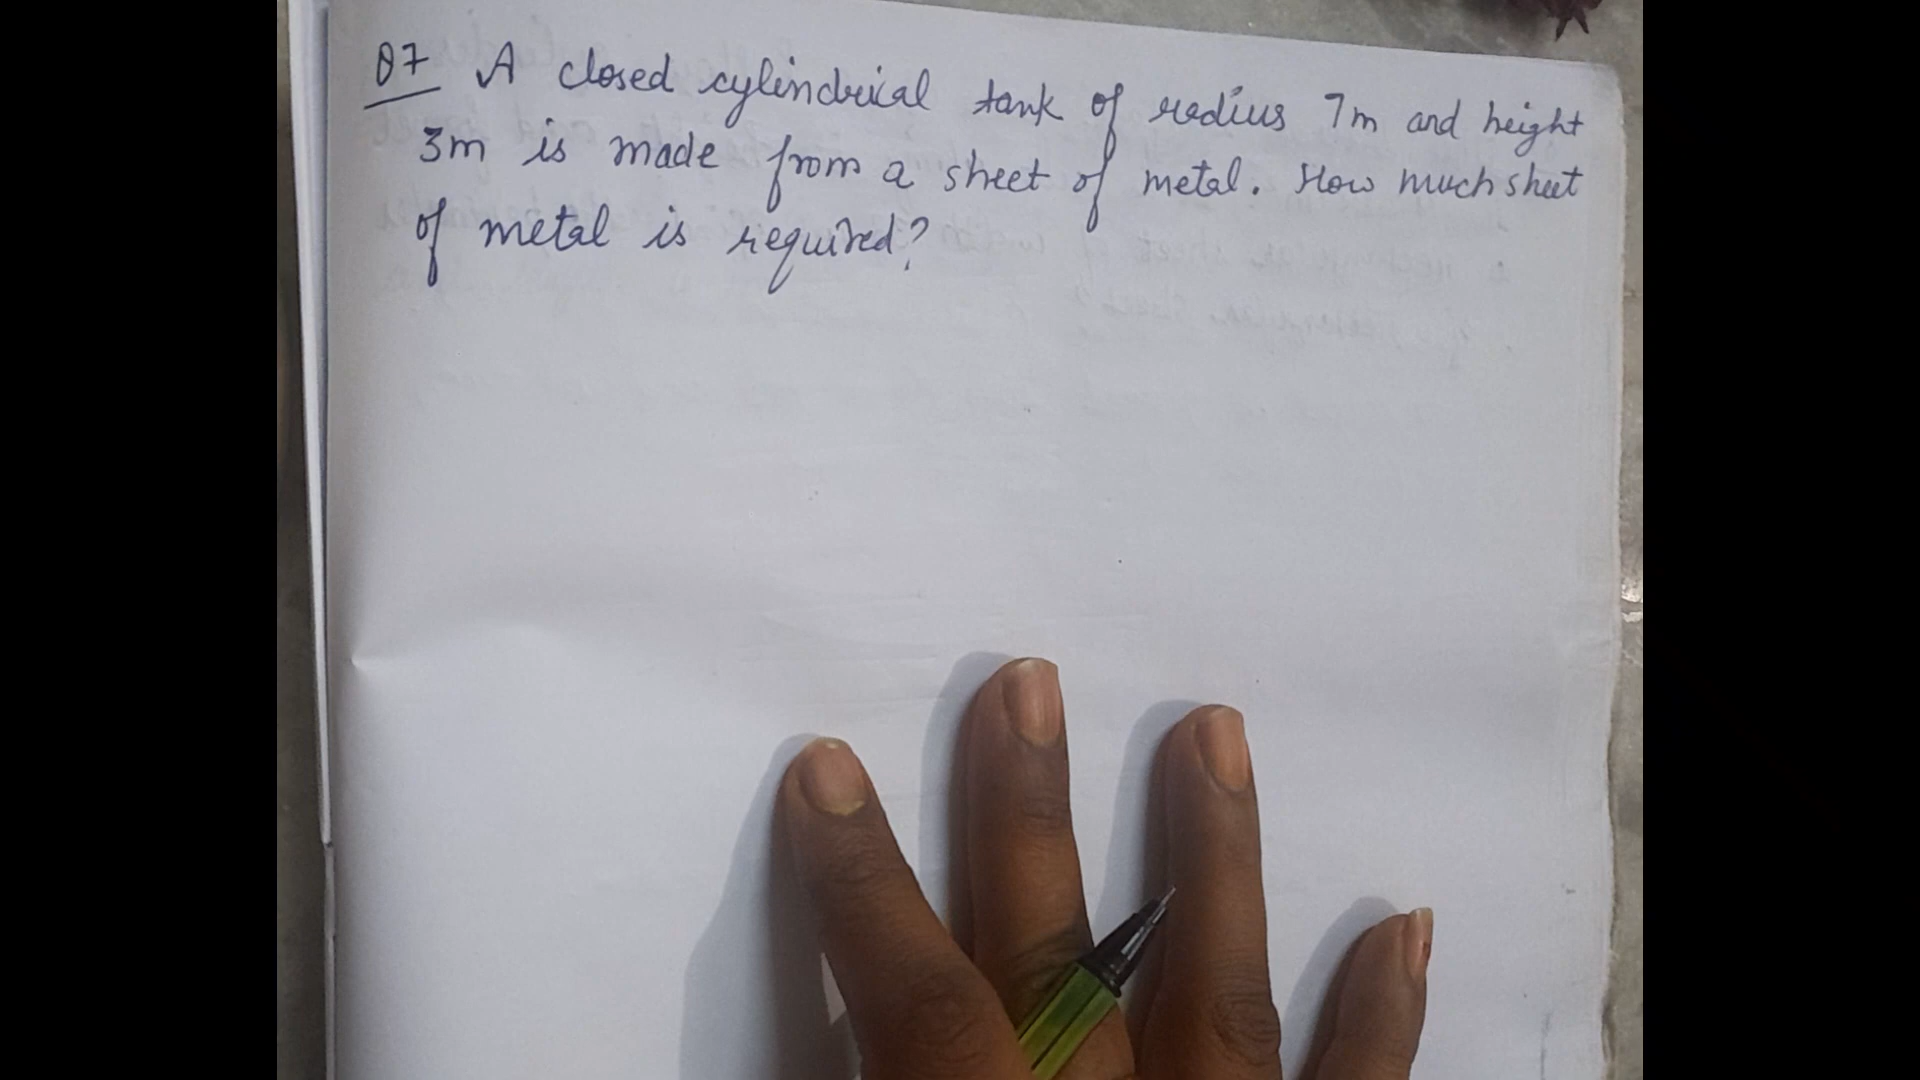 Q7 A closed cylindrical tank of radius 7m and height
3m is made from a sheet of metal. How much sheet
of metal is required?